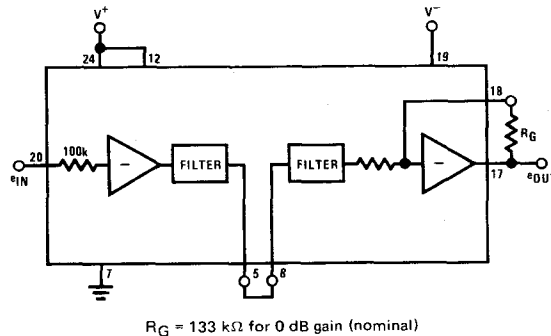 V+
V−
24
12
19
18
20
100k
−
FILTER
FILTER
−
RG
17
eIN
eOUT
7
5
8
RG = 133 kΩ for 0 dB gain (nominal)